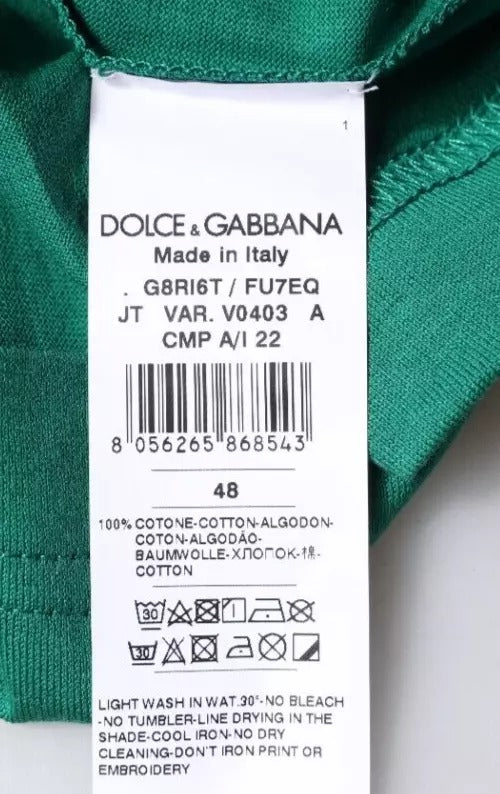 1
DOLCE & GABBANA
Made in Italy
. G8RI6T / FU7EQ
JT VAR. V0403 A
CMP A/I 22
8 056265 868543
48
100% COTONE-COTTON-ALGODON-
COTON-ALGODÃO-
BAUMWOLLE-ХЛОПОК-棉-
COTTON
30
30
LIGHT WASH IN WAT.30°-NO BLEACH
-NO TUMBLER-LINE DRYING IN THE
SHADE-COOL IRON-NO DRY
CLEANING-DON'T IRON PRINT OR
EMBROIDERY